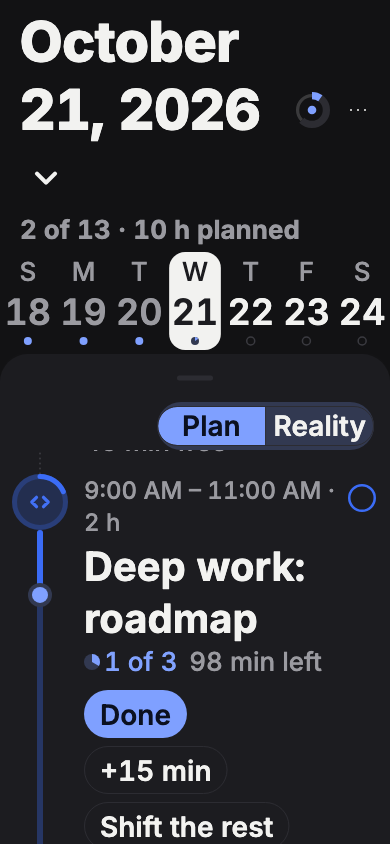 October
21, 2026
2 of 13 · 10 h planned
S M T W T F S
18 19 20 21 22 23 24
Plan Reality
9:00 AM – 11:00 AM ·
2 h
Deep work:
roadmap
1 of 3 98 min left
Done
+15 min
Shift the rest